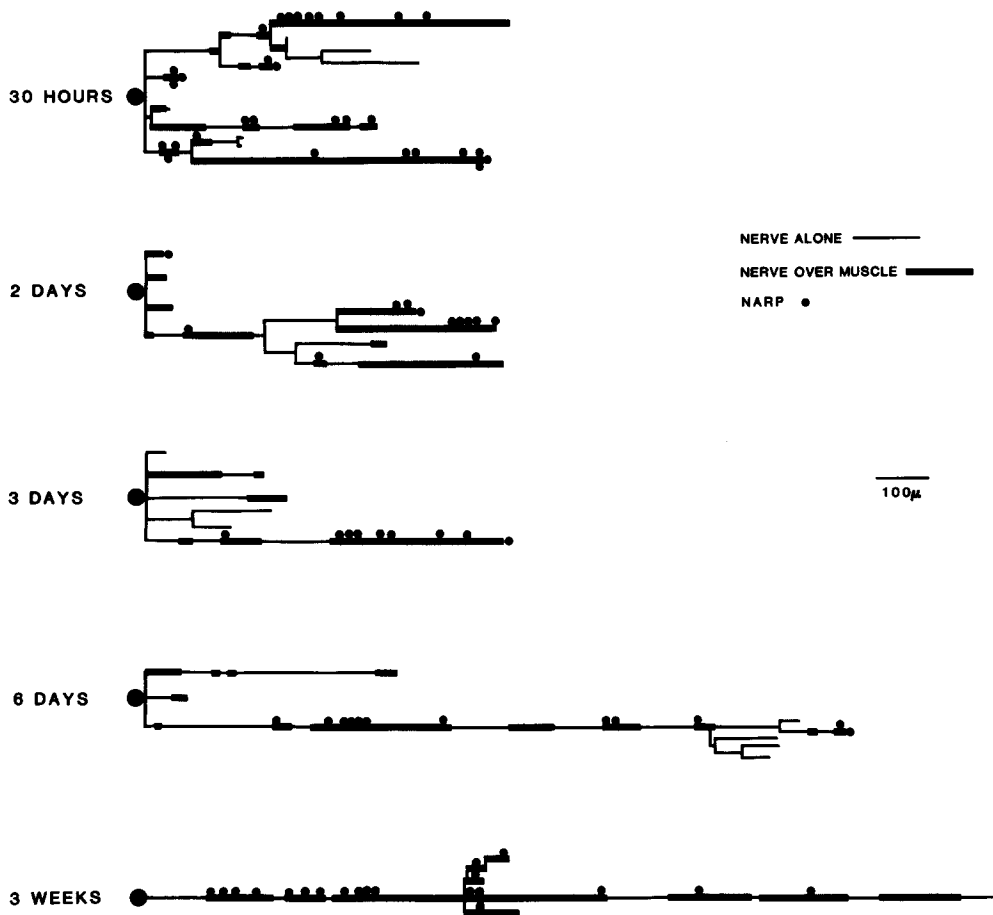 30 HOURS
2 DAYS
NERVE ALONE
NERVE OVER MUSCLE
NARP
3 DAYS
100μ
6 DAYS
3 WEEKS